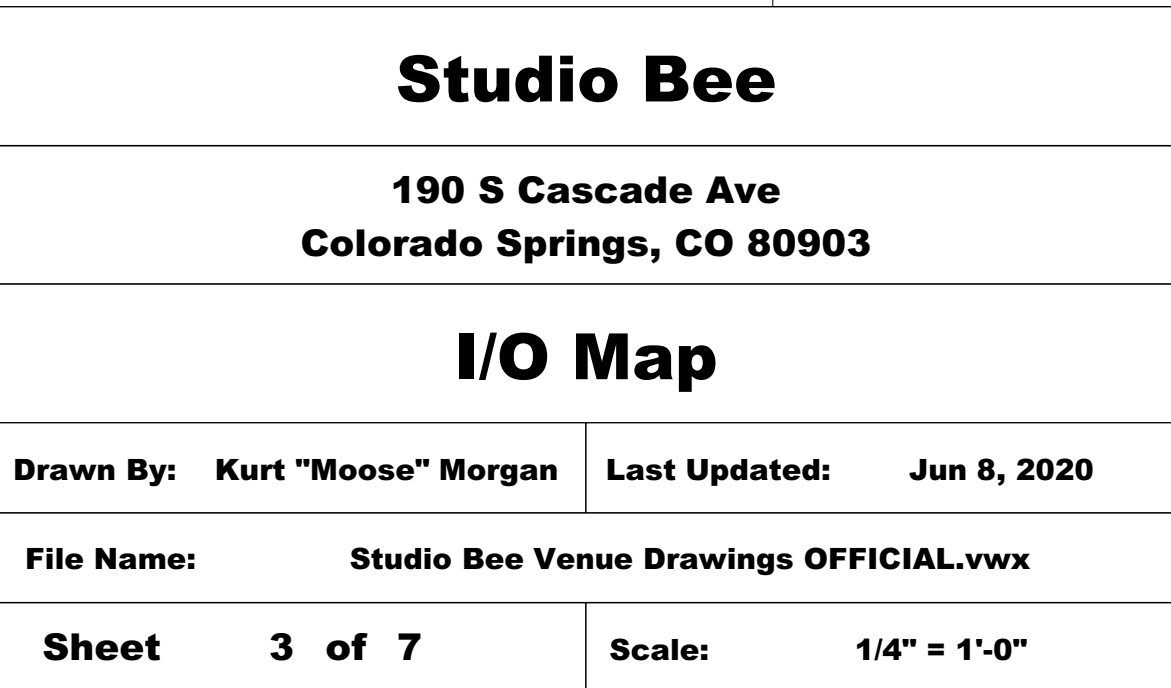 Studio Bee
190 S Cascade Ave
Colorado Springs, CO 80903
I/O Map
Drawn By: Kurt "Moose" Morgan Last Updated: Jun 8, 2020
File Name: Studio Bee Venue Drawings OFFICIAL.vwx
Sheet 3 of 7 Scale: 1/4" = 1'-0"